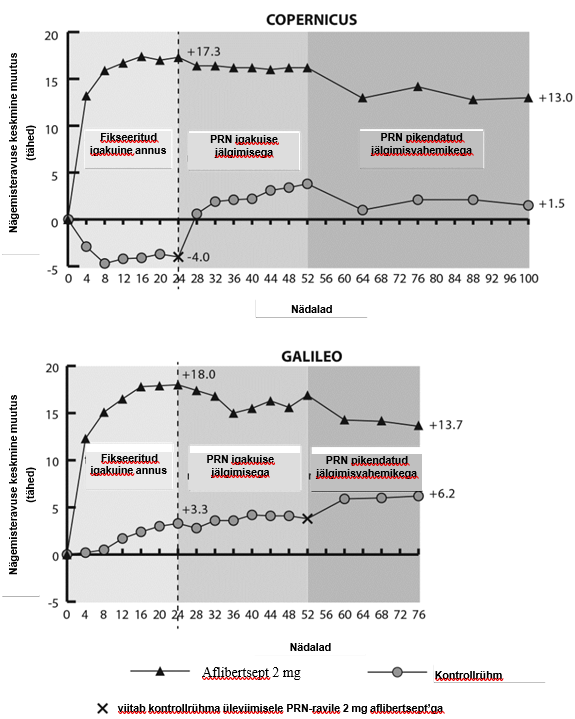 COPERNICUS
Nägemisteravuse keskmine muutus
(tähed)
20
15
10
5
0
-5
+17.3
-4.0
+13.0
+1.5
Fikseeritud
igakuine annus
PRN igakuise
jälgimisega
PRN pikendatud
jälgimisvahemikega
0 4 8 12 16 20 24 28 32 36 40 44 48 52 56 60 64 68 72 76 80 84 88 92 96 100
Nädalad
GALILEO
Nägemisteravuse keskmine muutus
(tähed)
20
15
10
5
0
-5
+18.0
+3.3
+13.7
+6.2
Fikseeritud
igakuine annus
PRN igakuise
jälgimisega
PRN pikendatud
jälgimisvahemikega
0 4 8 12 16 20 24 28 32 36 40 44 48 52 56 60 64 68 72 76
Nädalad
Aflibertsept 2 mg
Kontrollrühm
viitab kontrollrühma üleviimisele PRN-ravile 2 mg aflibertsept'ga